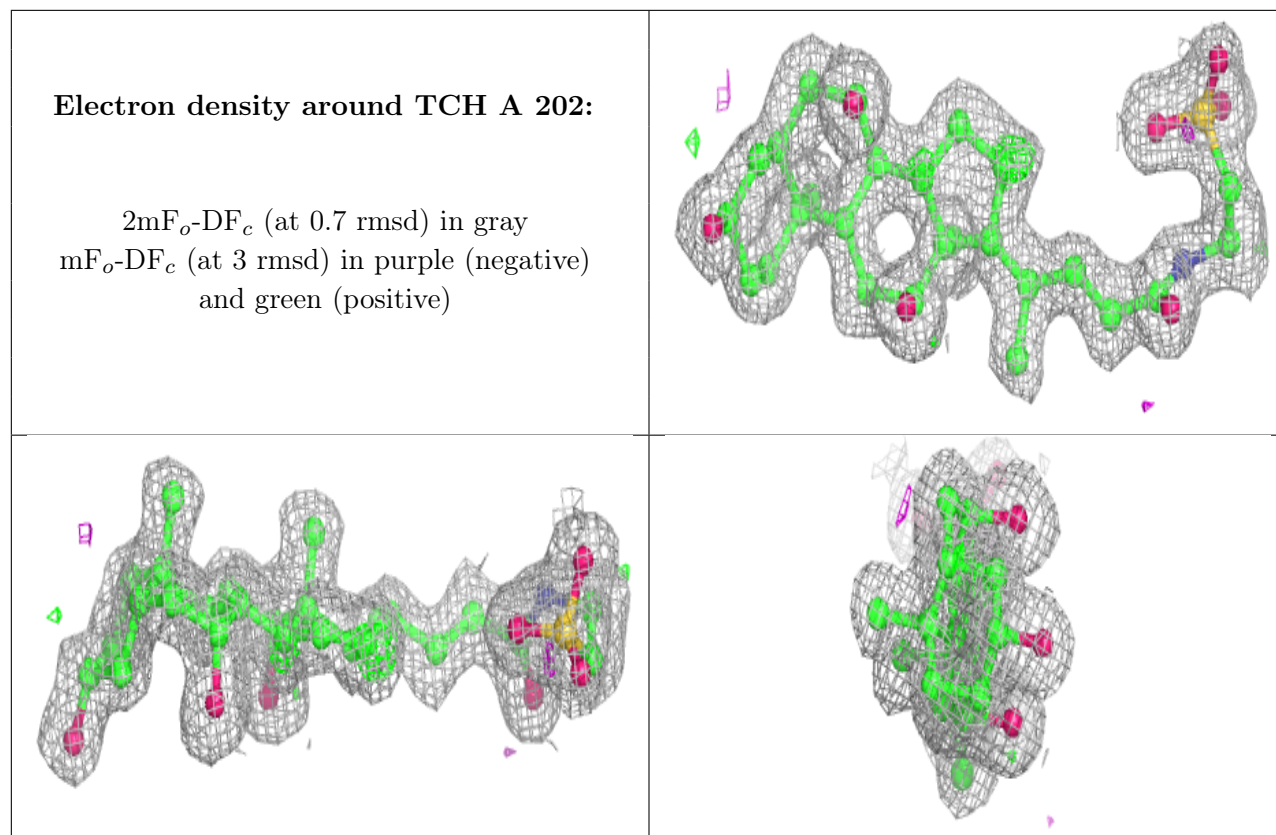 Electron density around TCH A 202:
2mFo-DFc (at 0.7 rmsd) in gray
mFo-DFc (at 3 rmsd) in purple (negative)
and green (positive)